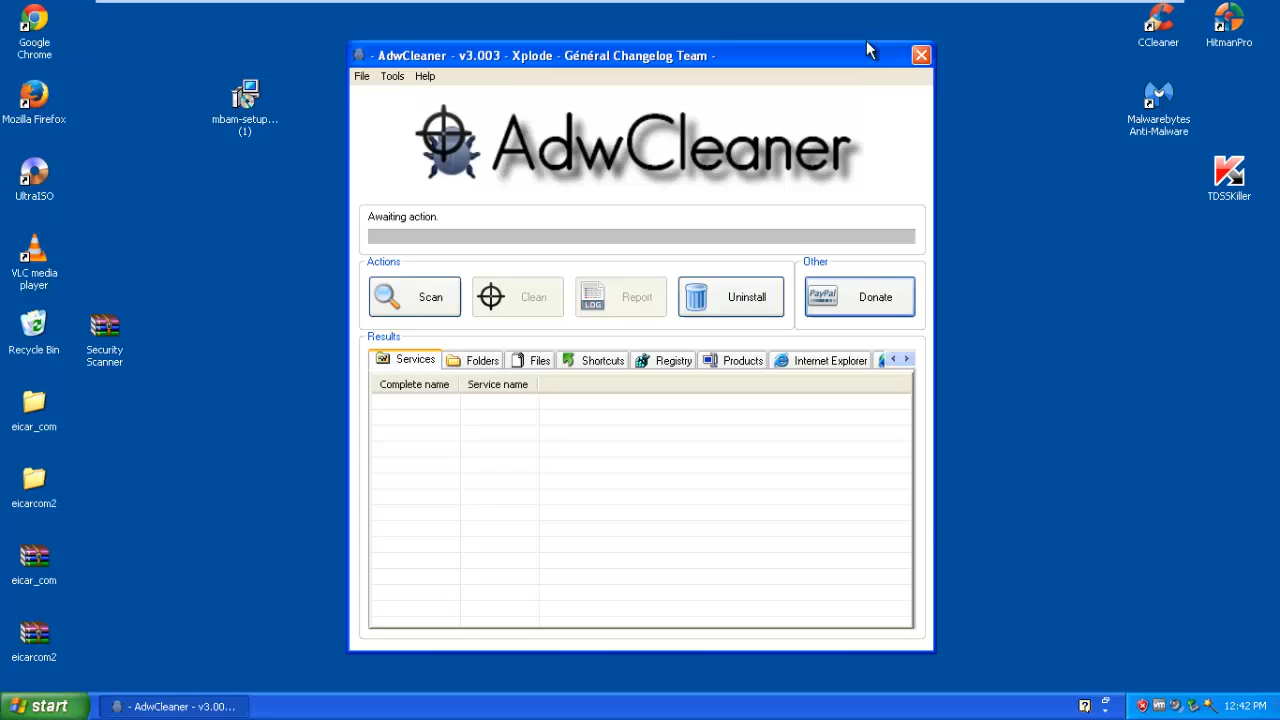 Google
Chrome
Mozilla Firefox
UltraISO
VLC media
player
Recycle Bin
Security
Scanner
eicar_com
eicarcom2
eicar_com
eicarcom2
mbam-setup...
(1)
CCleaner
HitmanPro
Malwarebytes
Anti-Malware
TDSSKiller
- AdwCleaner - v3.003 - Xplode - Général Changelog Team -
File Tools Help
AdwCleaner
Awaiting action.
Actions
Other
Scan
Clean
LOG
Report
Uninstall
PayPal
Donate
Results
Services Folders Files Shortcuts Registry Products Internet Explorer
Complete name Service name
start
- AdwCleaner - v3.00...
12:42 PM